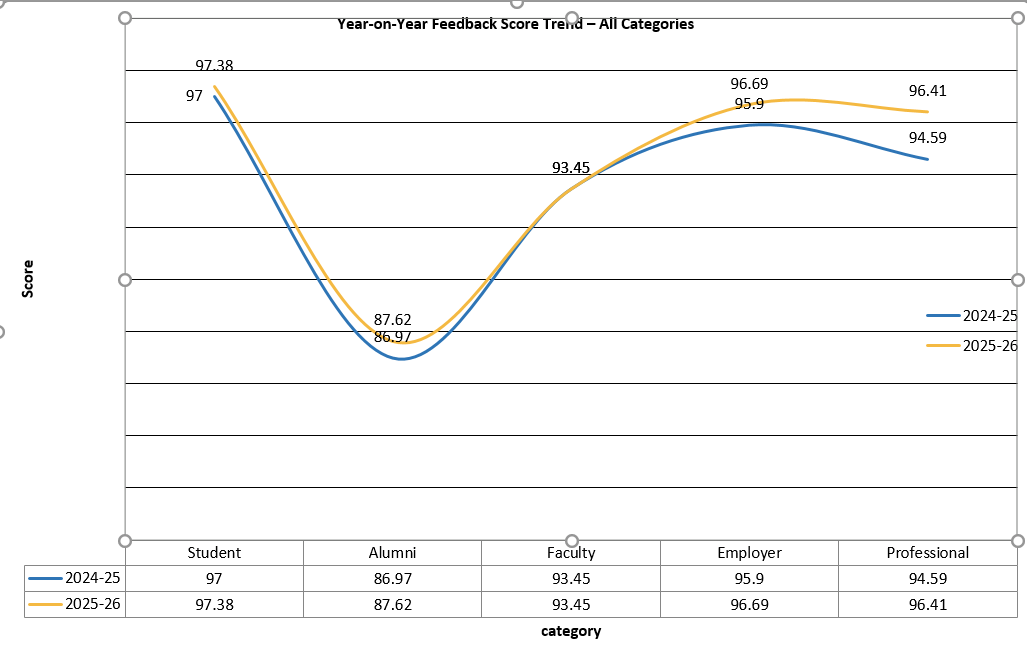 Year-on-Year Feedback Score Trend – All Categories
97.38
97
96.69
95.9
96.41
94.59
93.45
87.62
86.97
Score
2024-25
2025-26
Student Alumni Faculty Employer Professional
2024-25 97 86.97 93.45 95.9 94.59
2025-26 97.38 87.62 93.45 96.69 96.41
category